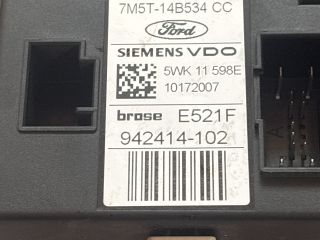 7M5T-14B534 CC
Ford
SIEMENS VDO
5WK 11 598E
10172007
brose E521F
942414-102